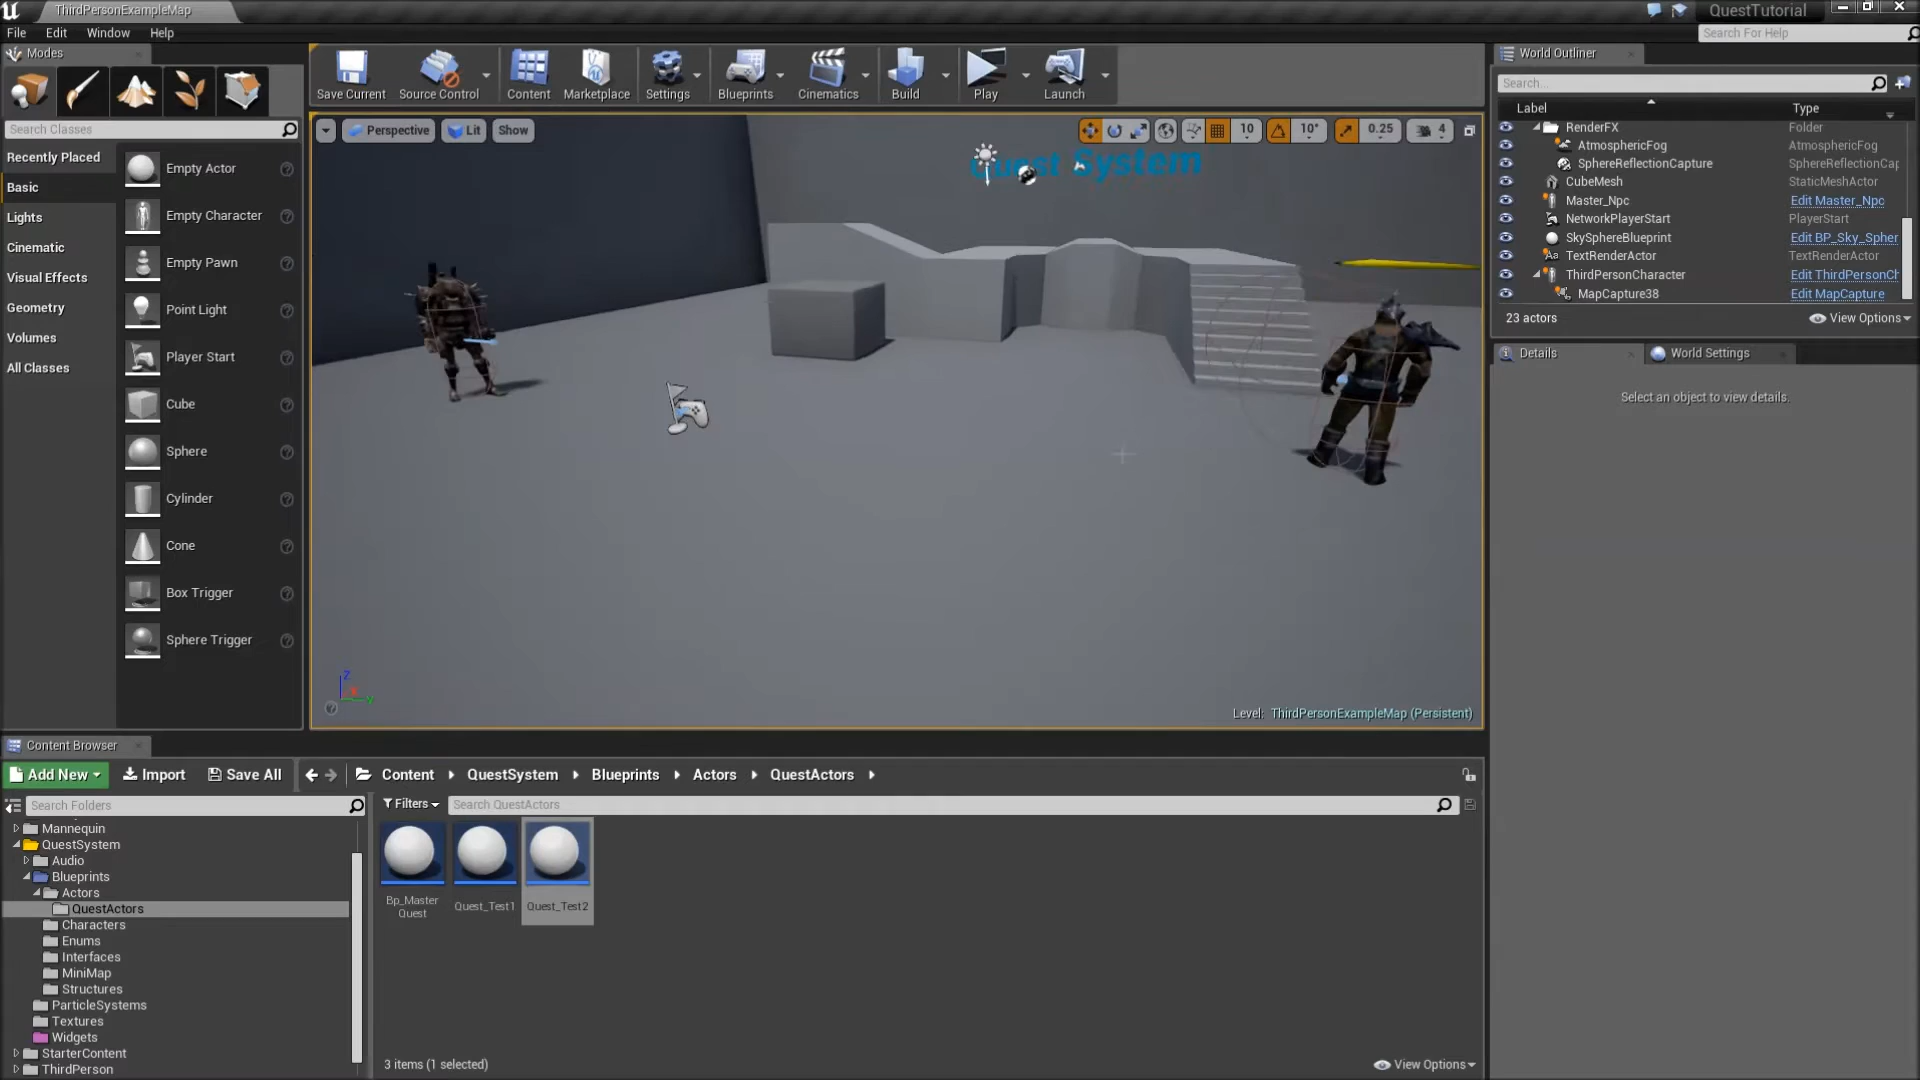 ThirdPersonExampleMap
QuestTutorial
File Edit Window Help
Search For Help
Modes
Save Current Source Control Content Marketplace Settings Blueprints Cinematics Build Play Launch
Search Classes
Recently Placed
Basic
Lights
Cinematic
Visual Effects
Geometry
Volumes
All Classes
Empty Actor
Empty Character
Empty Pawn
Point Light
Player Start
Cube
Sphere
Cylinder
Cone
Box Trigger
Sphere Trigger
Perspective Lit Show 10 10° 0.25 4
Quest System
Z
Level: ThirdPersonExampleMap (Persistent)
World Outliner
Search...
Label Type
RenderFX Folder
AtmosphericFog AtmosphericFog
SphereReflectionCapture SphereReflectionCap
CubeMesh StaticMeshActor
Master_Npc Edit Master_Npc
NetworkPlayerStart PlayerStart
SkySphereBlueprint Edit BP_Sky_Spher
TextRenderActor TextRenderActor
ThirdPersonCharacter Edit ThirdPersonCh
MapCapture38 Edit MapCapture
23 actors View Options
Details World Settings
Select an object to view details.
Content Browser
Add New Import Save All Content QuestSystem Blueprints Actors QuestActors
Search Folders
Filters Search QuestActors
Mannequin
QuestSystem
Audio
Blueprints
Actors
QuestActors
Characters
Enums
Interfaces
MiniMap
Structures
ParticleSystems
Textures
Widgets
StarterContent
ThirdPerson
Bp_Master
Quest
Quest_Test1
Quest_Test2
3 items (1 selected) View Options